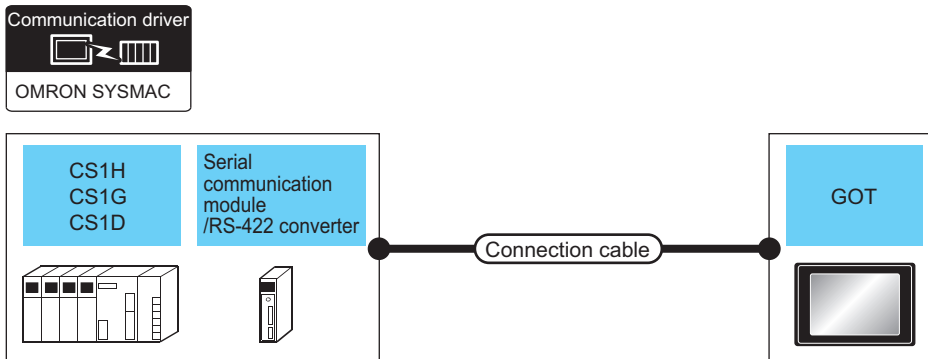 Communication driver
OMRON SYSMAC
CS1H
CS1G
CS1D
Serial
communication
module
/RS-422 converter
Connection cable
GOT